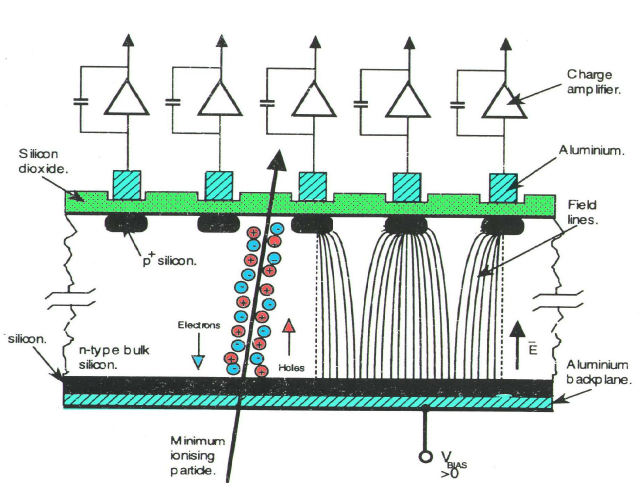 Charge
amplifier.
Silicon
dioxide.
Aluminium.
Field
lines.
p+ silicon.
Electrons
Holes
E
silicon.
n-type bulk
silicon.
Aluminium
backplane.
Minimum
ionising
particle.
VBIAS
>0